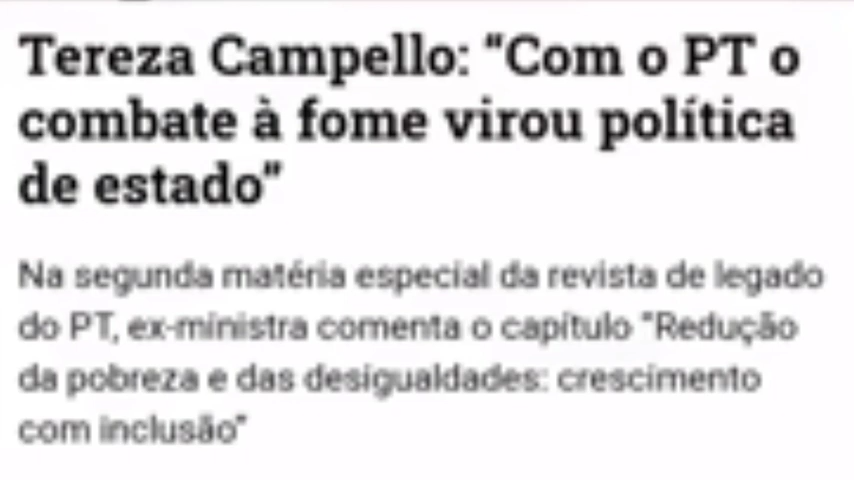 Tereza Campello: “Com o PT o
combate à fome virou política
de estado”
Na segunda matéria especial da revista de legado
do PT, ex-ministra comenta o capítulo “Redução
da pobreza e das desigualdades: crescimento
com inclusão”